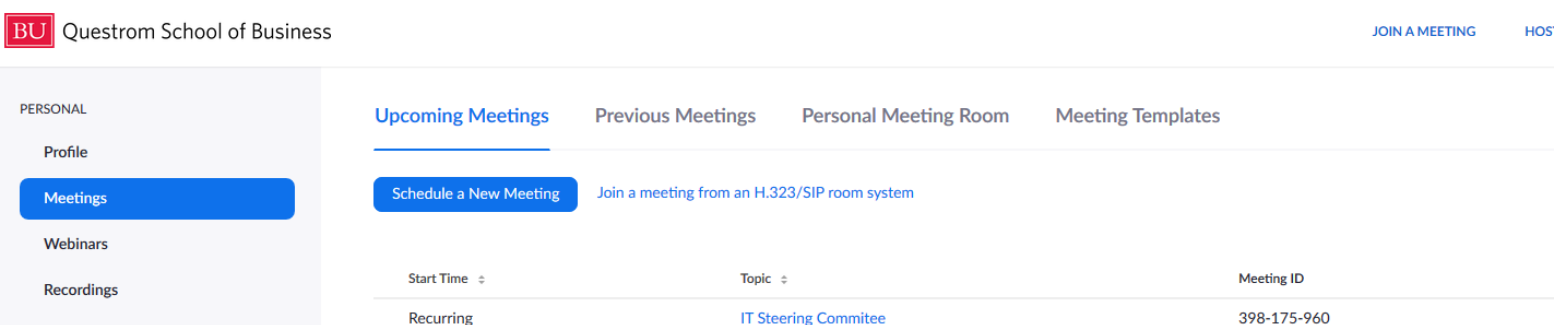 BU Questrom School of Business
JOIN A MEETING
PERSONAL
Profile
Meetings
Webinars
Recordings
Upcoming Meetings Previous Meetings Personal Meeting Room Meeting Templates
Schedule a New Meeting Join a meeting from an H.323/SIP room system
Start Time Topic Meeting ID
Recurring IT Steering Commitee 398-175-960